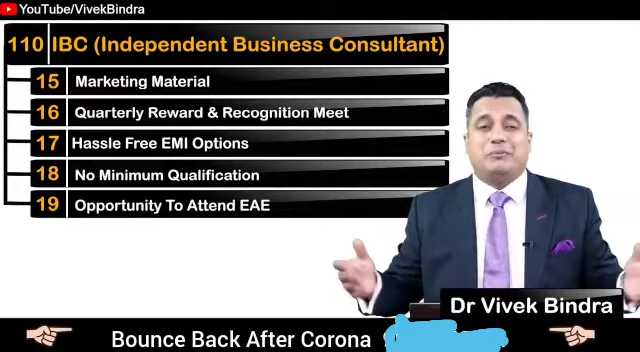 YouTube/VivekBindra
110 IBC (Independent Business Consultant)
15 Marketing Material
16 Quarterly Reward & Recognition Meet
17 Hassle Free EMI Options
18 No Minimum Qualification
19 Opportunity To Attend EAE
Dr Vivek Bindra
Bounce Back After Corona